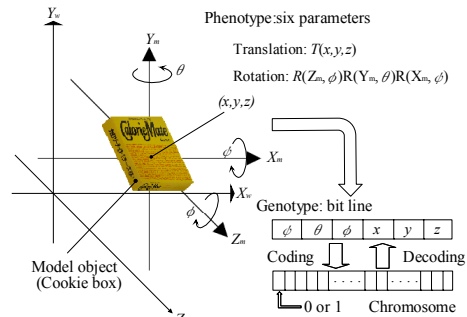 Phenotype:six parameters
Translation: T(x,y,z)
Rotation: R(Zm, ϕ)R(Ym, θ)R(Xm, ϕ)
Yw
Ym
θ
(x,y,z)
CalorieMate
ϕ
Xm
Xw
ϕ
Zm
Model object
(Cookie box)
Genotype: bit line
ϕ θ ϕ x y z
Coding
Decoding
0 or 1
Chromosome